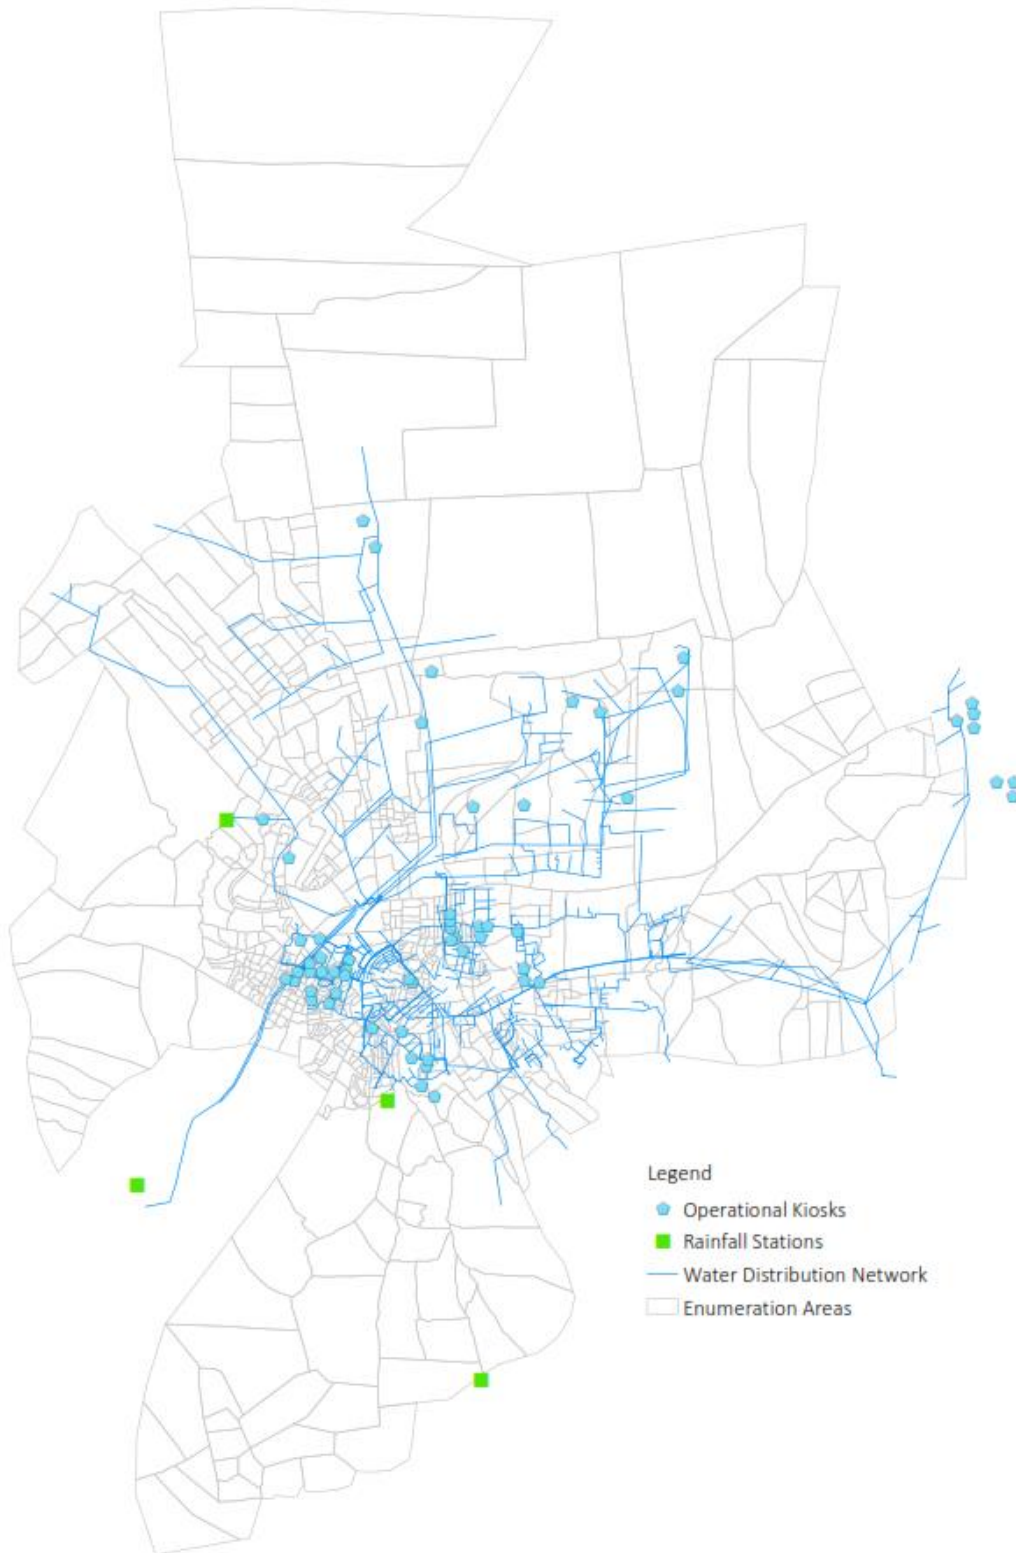 Legend
Operational Kiosks
Rainfall Stations
Water Distribution Network
Enumeration Areas